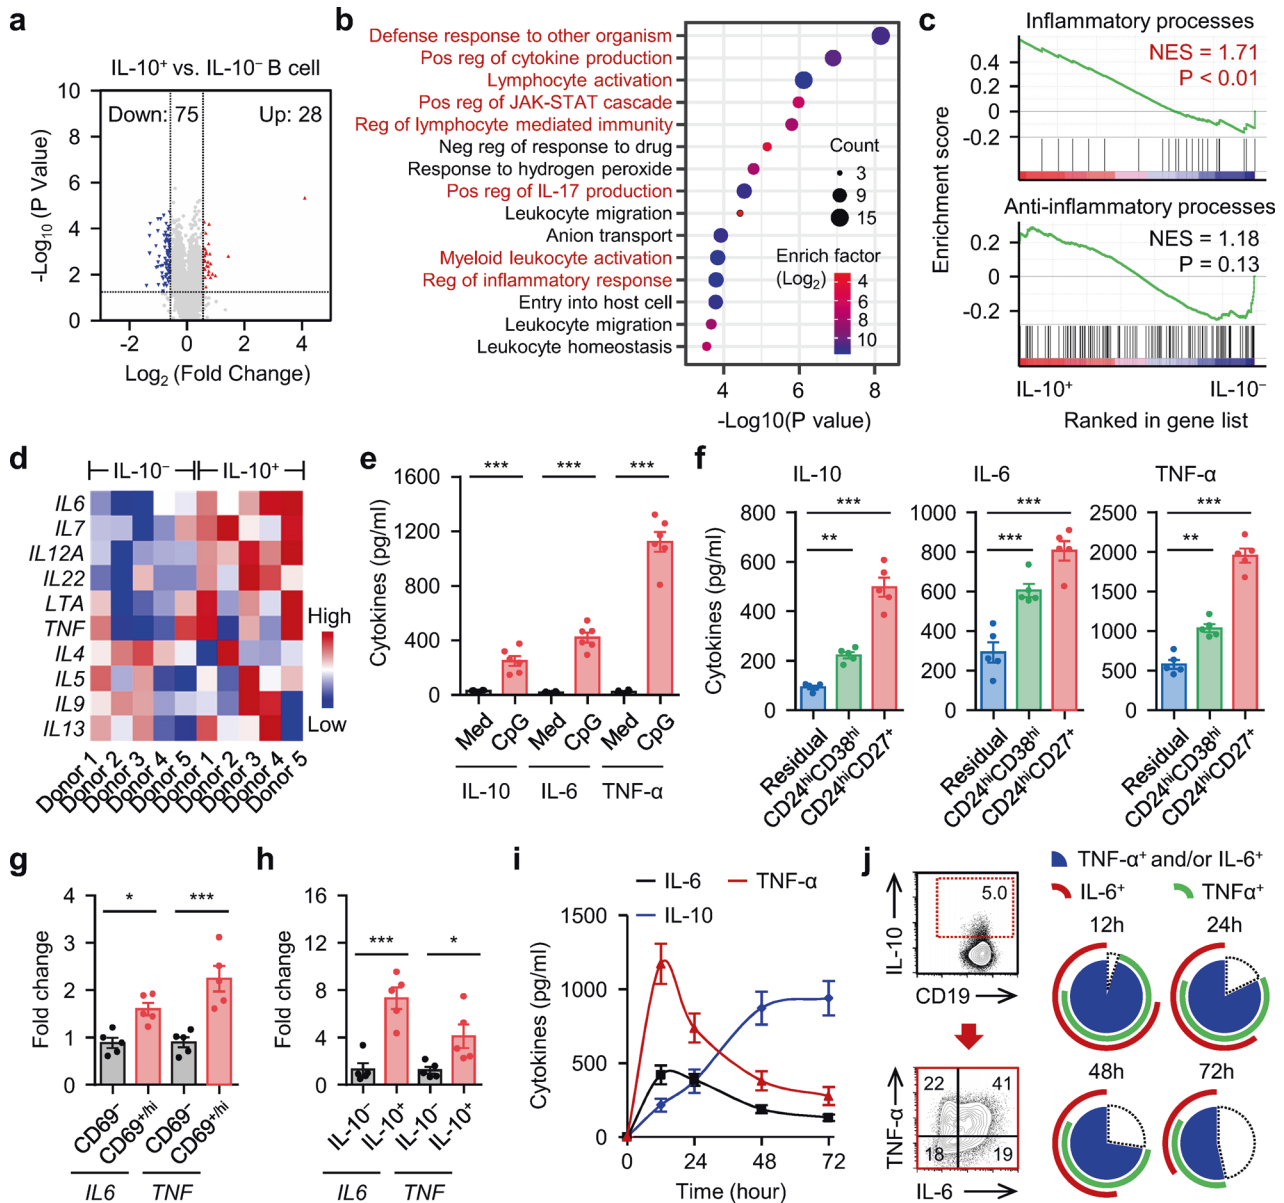 a
IL-10⁺ vs. IL-10⁻ B cell
Down: 75
Up: 28
10
8
6
4
2
0
-Log₁₀ (P Value)
-2
0
2
4
Log₂ (Fold Change)
b
Defense response to other organism
Pos reg of cytokine production
Lymphocyte activation
Pos reg of JAK-STAT cascade
Reg of lymphocyte mediated immunity
Neg reg of response to drug
Response to hydrogen peroxide
Pos reg of IL-17 production
Leukocyte migration
Anion transport
Myeloid leukocyte activation
Reg of inflammatory response
Entry into host cell
Leukocyte migration
Leukocyte homeostasis
Count
3
9
15
Enrich factor
(Log₂)
4
6
8
10
4
6
8
-Log10(P value)
c
Inflammatory processes
NES = 1.71
P < 0.01
0.4
0.2
0
-0.2
Anti-inflammatory processes
NES = 1.18
P = 0.13
0.2
0
-0.2
Enrichment score
IL-10⁺
IL-10⁻
Ranked in gene list
d
IL-10⁻
IL-10⁺
IL6
IL7
IL12A
IL22
LTA
TNF
IL4
IL5
IL9
IL13
High
Low
Donor 1
Donor 2
Donor 3
Donor 4
Donor 5
Donor 1
Donor 2
Donor 3
Donor 4
Donor 5
e
***
***
***
1600
1200
800
400
0
Cytokines (pg/ml)
Med
CpG
Med
CpG
Med
CpG
IL-10
IL-6
TNF-α
f
IL-10
***
**
800
600
400
200
0
Cytokines (pg/ml)
Residual
CD24ʰⁱCD38ʰⁱ
CD24ʰⁱCD27⁺
IL-6
***
***
1000
800
600
400
200
0
Residual
CD24ʰⁱCD38ʰⁱ
CD24ʰⁱCD27⁺
TNF-α
***
**
2500
2000
1500
1000
500
0
Residual
CD24ʰⁱCD38ʰⁱ
CD24ʰⁱCD27⁺
g
*
***
4
3
2
1
0
Fold change
CD69⁻
CD69⁺/ʰⁱ
CD69⁻
CD69⁺/ʰⁱ
IL6
TNF
h
***
*
16
12
8
4
0
Fold change
IL-10⁻
IL-10⁺
IL-10⁻
IL-10⁺
IL6
TNF
i
IL-6
TNF-α
IL-10
1500
1000
500
0
Cytokines (pg/ml)
0
24
48
72
Time (hour)
j
TNF-α⁺ and/or IL-6⁺
IL-6⁺
TNFα⁺
5.0
IL-10
CD19
22
41
18
19
TNF-α
IL-6
12h
24h
48h
72h